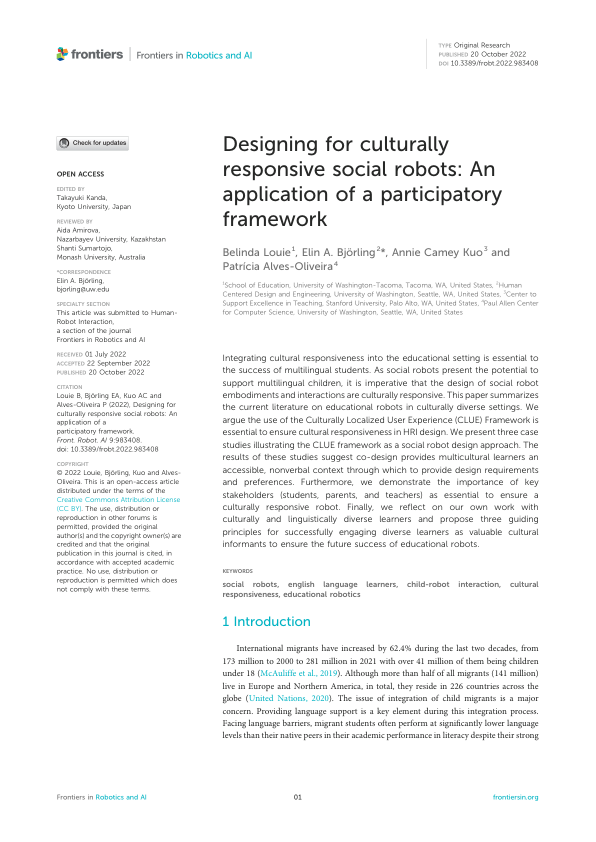 frontiers | Frontiers in Robotics and AI
TYPE Original Research
PUBLISHED 20 October 2022
DOI 10.3389/frobt.2022.983408
Check for updates
OPEN ACCESS
EDITED BY
Takayuki Kanda,
Kyoto University, Japan
REVIEWED BY
Aida Amirova,
Nazarbayev University, Kazakhstan
Shanti Sumartojo,
Monash University, Australia
*CORRESPONDENCE
Elin A. Björling,
bjorling@uw.edu
SPECIALTY SECTION
This article was submitted to Human-
Robot Interaction,
a section of the journal
Frontiers in Robotics and AI
RECEIVED 01 July 2022
ACCEPTED 22 September 2022
PUBLISHED 20 October 2022
CITATION
Louie B, Björling EA, Kuo AC and
Alves-Oliveira P (2022), Designing for
culturally responsive social robots: An
application of a
participatory framework.
Front. Robot. AI 9:983408.
doi: 10.3389/frobt.2022.983408
COPYRIGHT
© 2022 Louie, Björling, Kuo and Alves-
Oliveira. This is an open-access article
distributed under the terms of the
Creative Commons Attribution License
(CC BY). The use, distribution or
reproduction in other forums is
permitted, provided the original
author(s) and the copyright owner(s) are
credited and that the original
publication in this journal is cited, in
accordance with accepted academic
practice. No use, distribution or
reproduction is permitted which does
not comply with these terms.
Designing for culturally
responsive social robots: An
application of a participatory
framework
Belinda Louie1, Elin A. Björling2*, Annie Camey Kuo3 and
Patrícia Alves-Oliveira4
1School of Education, University of Washington-Tacoma, Tacoma, WA, United States, 2Human
Centered Design and Engineering, University of Washington, Seattle, WA, United States, 3Center to
Support Excellence in Teaching, Stanford University, Palo Alto, WA, United States, 4Paul Allen Center
for Computer Science, University of Washington, Seattle, WA, United States
Integrating cultural responsiveness into the educational setting is essential to
the success of multilingual students. As social robots present the potential to
support multilingual children, it is imperative that the design of social robot
embodiments and interactions are culturally responsive. This paper summarizes
the current literature on educational robots in culturally diverse settings. We
argue the use of the Culturally Localized User Experience (CLUE) Framework is
essential to ensure cultural responsiveness in HRI design. We present three case
studies illustrating the CLUE framework as a social robot design approach. The
results of these studies suggest co-design provides multicultural learners an
accessible, nonverbal context through which to provide design requirements
and preferences. Furthermore, we demonstrate the importance of key
stakeholders (students, parents, and teachers) as essential to ensure a
culturally responsive robot. Finally, we reflect on our own work with
culturally and linguistically diverse learners and propose three guiding
principles for successfully engaging diverse learners as valuable cultural
informants to ensure the future success of educational robots.
KEYWORDS
social robots, english language learners, child-robot interaction, cultural
responsiveness, educational robotics
1 Introduction
International migrants have increased by 62.4% during the last two decades, from
173 million to 2000 to 281 million in 2021 with over 41 million of them being children
under 18 (McAuliffe et al., 2019). Although more than half of all migrants (141 million)
live in Europe and Northern America, in total, they reside in 226 countries across the
globe (United Nations, 2020). The issue of integration of child migrants is a major
concern. Providing language support is a key element during this integration process.
Facing language barriers, migrant students often perform at significantly lower language
levels than their native peers in their academic performance in literacy despite their strong
Frontiers in Robotics and AI
01
frontiersin.org